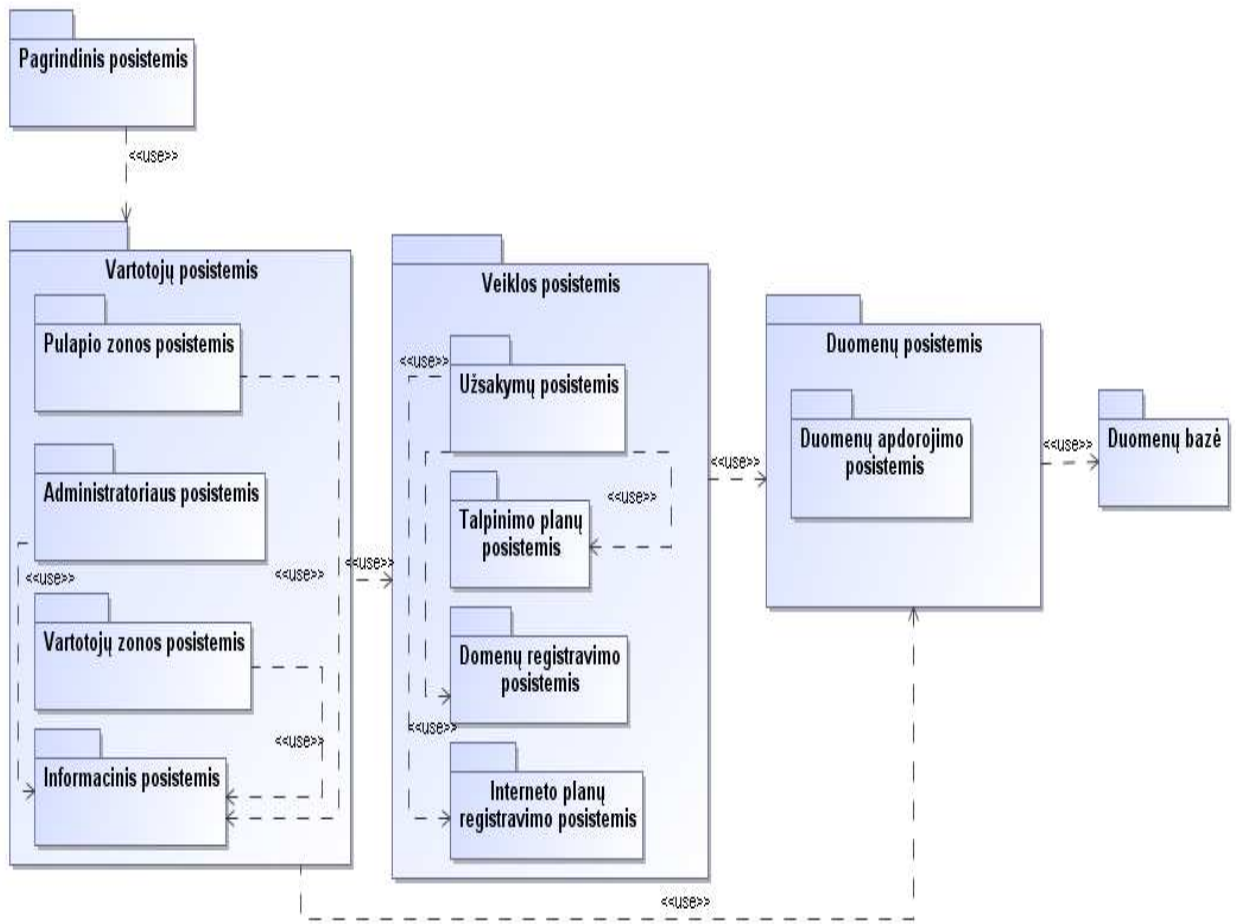 Pagrindinis posistemis
<<use>>
Vartotojų posistemis
Pulapio zonos posistemis
Administratoriaus posistemis
<<use>>
<<use>>
Vartotojų zonos posistemis
<<use>>
Informacinis posistemis
<<use>>
Veiklos posistemis
<<use>>
Užsakymų posistemis
<<use>>
Talpinimo planų
posistemis
Domenų registravimo
posistemis
<<use>>
Interneto planų
registravimo posistemis
<<use>>
Duomenų posistemis
Duomenų apdorojimo
posistemis
<<use>>
Duomenų bazė
<<use>>